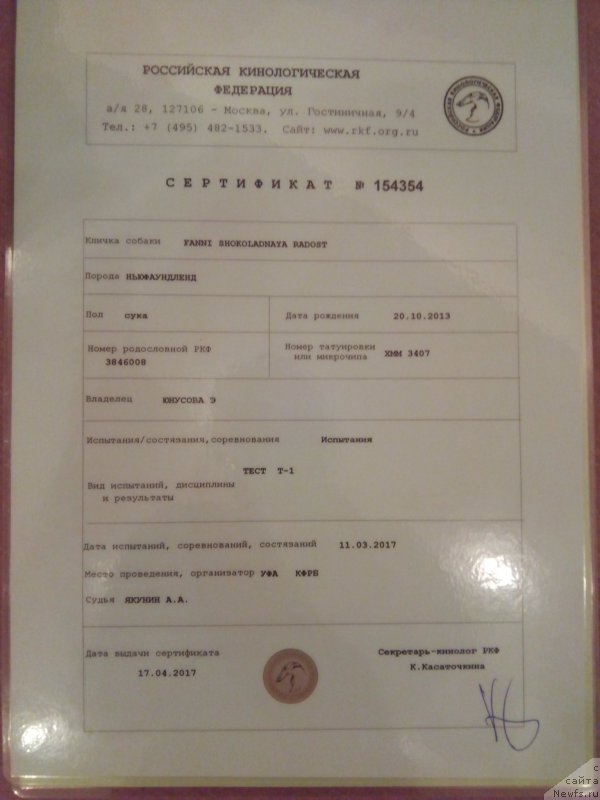 РОССИЙСКАЯ КИНОЛОГИЧЕСКАЯ
ФЕДЕРАЦИЯ
а/я 28, 127106 - Москва, ул. Гостиничная, 9/4
Тел.: +7 (495) 482-1533. Сайт: www.rkf.org.ru
СЕРТИФИКАТ № 154354
Кличка собаки FANNI SHOKOLADNAYA RADOST
Порода НЬЮФАУНДЛЕНД
Пол сука Дата рождения 20.10.2013
Номер родословной РКФ
3846008
Номер татуировки
или микрочипа ХММ 3407
Владелец ЮНУСОВА Э
Испытания/состязания,соревнования Испытания
ТЕСТ Т-1
Вид испытаний, дисциплины
и результаты
Дата испытаний, соревнований, состязаний 11.03.2017
Место проведения, организатор УФА КФРБ
Судья ЯКУНИН А.А.
Дата выдачи сертификата
17.04.2017
Секретарь-кинолог РКФ
К.Касаточкина
с
сайта
Newfs.ru